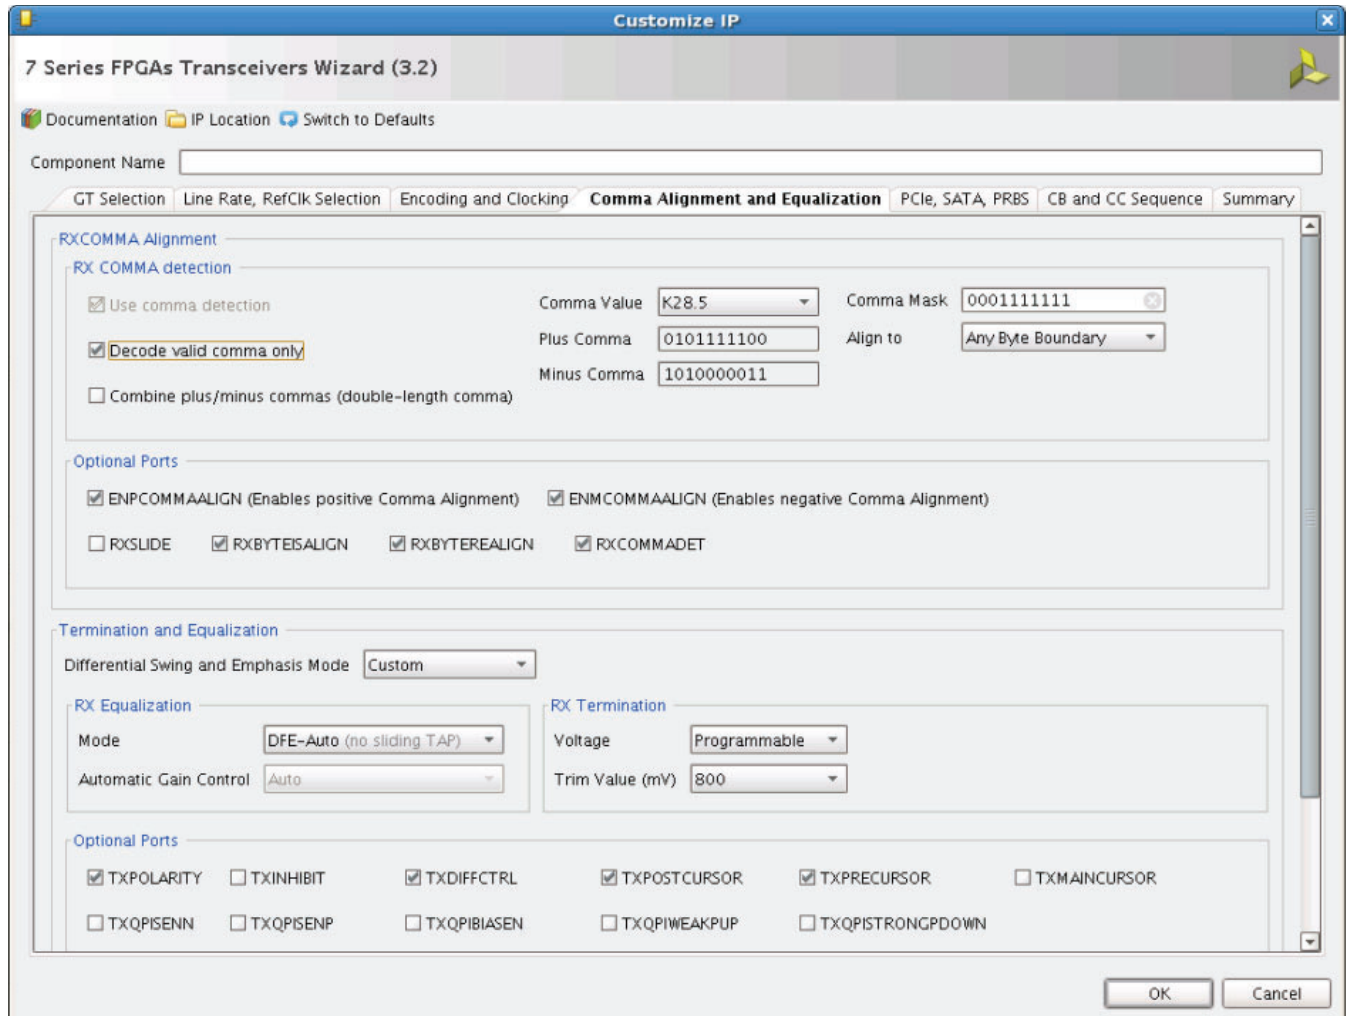 Customize IP
7 Series FPGAs Transceivers Wizard (3.2)
Documentation IP Location Switch to Defaults
Component Name
GT Selection Line Rate, RefClk Selection Encoding and Clocking Comma Alignment and Equalization PCIe, SATA, PRBS CB and CC Sequence Summary
RXCOMMA Alignment
RX COMMA detection
Use comma detection Comma Value K28.5 Comma Mask 0001111111
Decode valid comma only Plus Comma 0101111100 Align to Any Byte Boundary
Minus Comma 1010000011
Combine plus/minus commas (double-length comma)
Optional Ports
ENPCOMMAALIGN (Enables positive Comma Alignment) ENMCOMMAALIGN (Enables negative Comma Alignment)
RXSLIDE RXBYTEISALIGN RXBYTEREALIGN RXCOMMADET
Termination and Equalization
Differential Swing and Emphasis Mode Custom
RX Equalization RX Termination
Mode DFE-Auto (no sliding TAP) Voltage Programmable
Automatic Gain Control Auto Trim Value (mV) 800
Optional Ports
TXPOLARITY TXINHIBIT TXDIFFCTRL TXPOSTCURSOR TXPRECURSOR TXMAINCURSOR
TXQPISENN TXQPISENP TXQPIBIASEN TXQPIWEAKPUP TXQPISTRONGPDOWN
OK Cancel